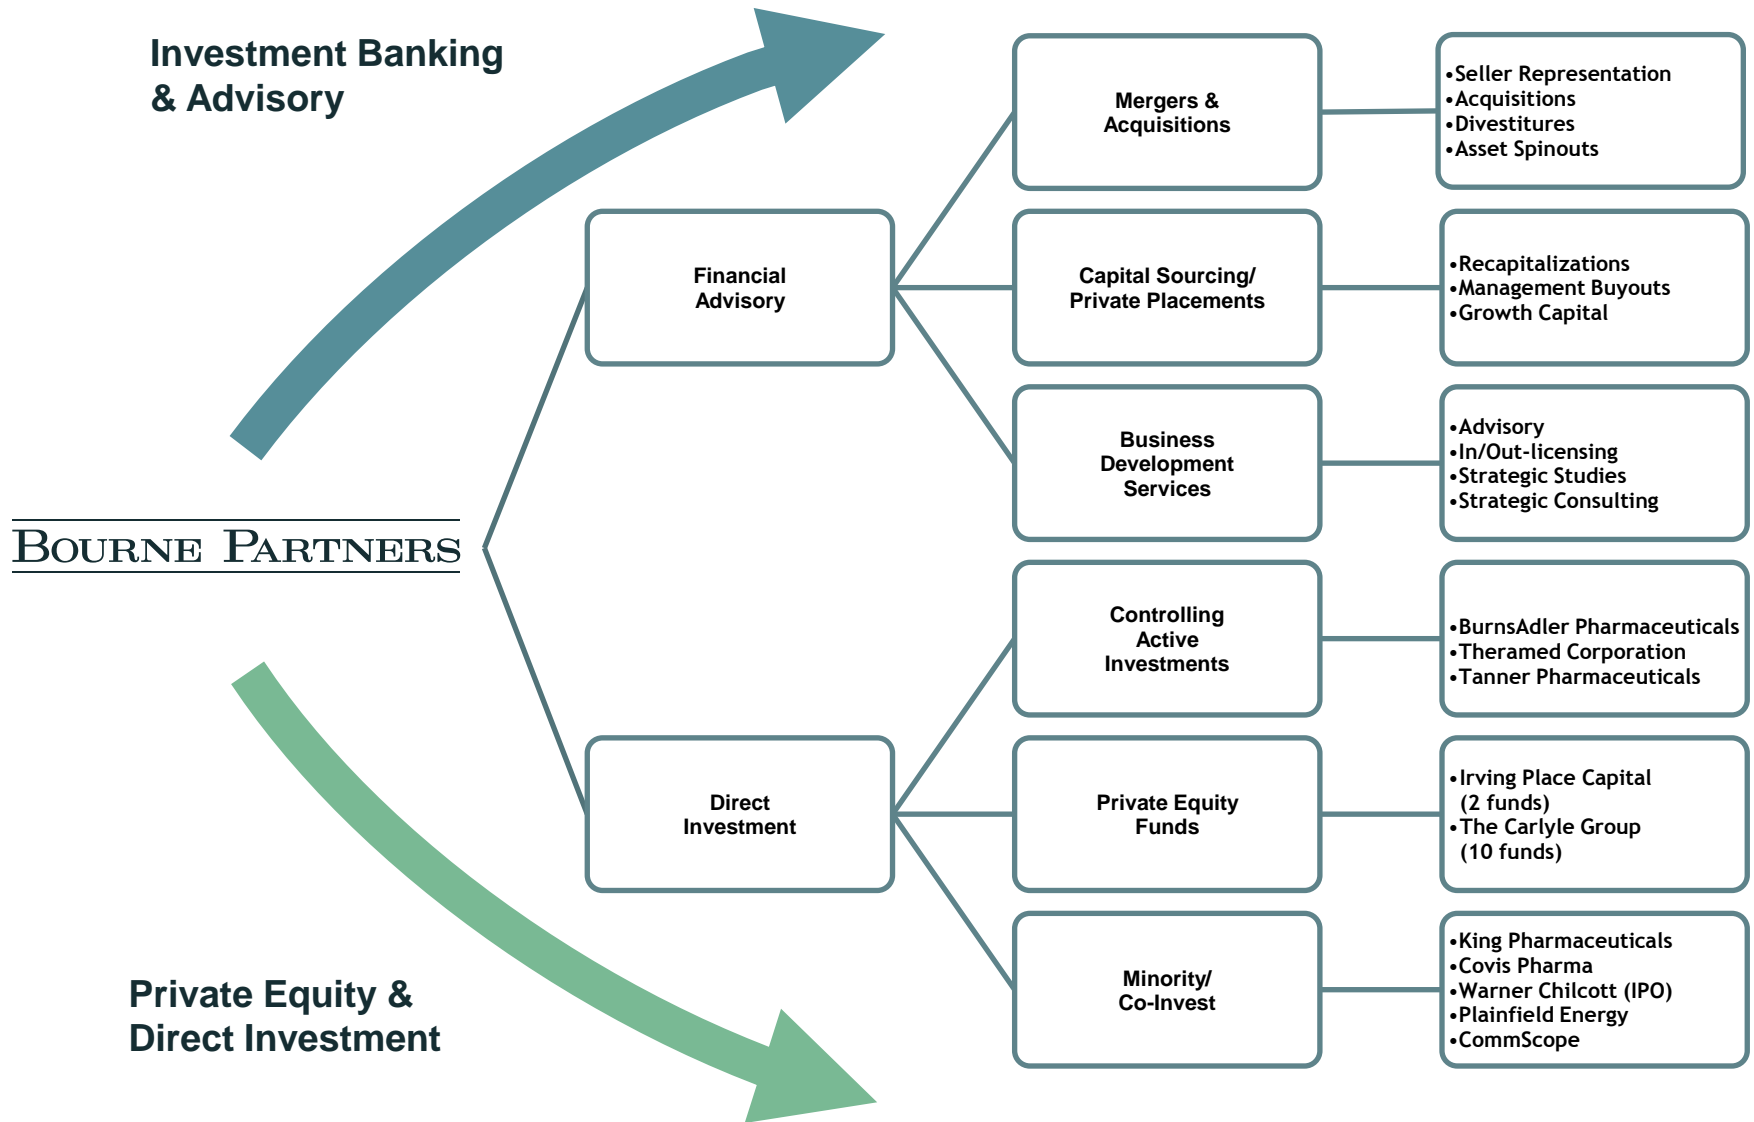 Investment Banking
& Advisory
BOURNE PARTNERS
Private Equity &
Direct Investment
Financial
Advisory
Mergers &
Acquisitions
•Seller Representation
•Acquisitions
•Divestitures
•Asset Spinouts
Capital Sourcing/
Private Placements
•Recapitalizations
•Management Buyouts
•Growth Capital
Business
Development
Services
•Advisory
•In/Out-licensing
•Strategic Studies
•Strategic Consulting
Direct
Investment
Controlling
Active
Investments
•BurnsAdler Pharmaceuticals
•Theramed Corporation
•Tanner Pharmaceuticals
Private Equity
Funds
•Irving Place Capital
(2 funds)
•The Carlyle Group
(10 funds)
Minority/
Co-Invest
•King Pharmaceuticals
•Covis Pharma
•Warner Chilcott (IPO)
•Plainfield Energy
•CommScope